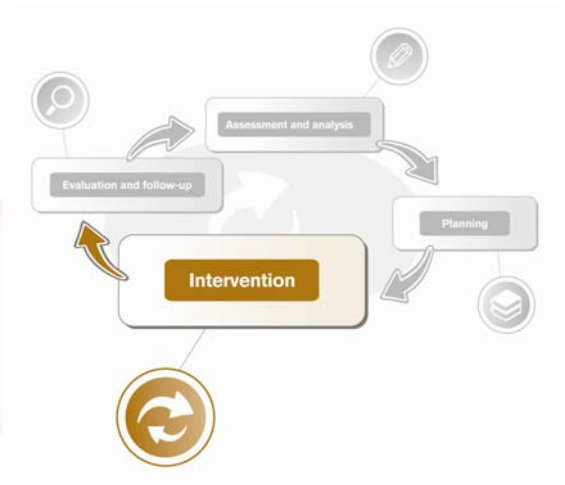 Assessment and analysis
Evaluation and follow-up
Planning
Intervention